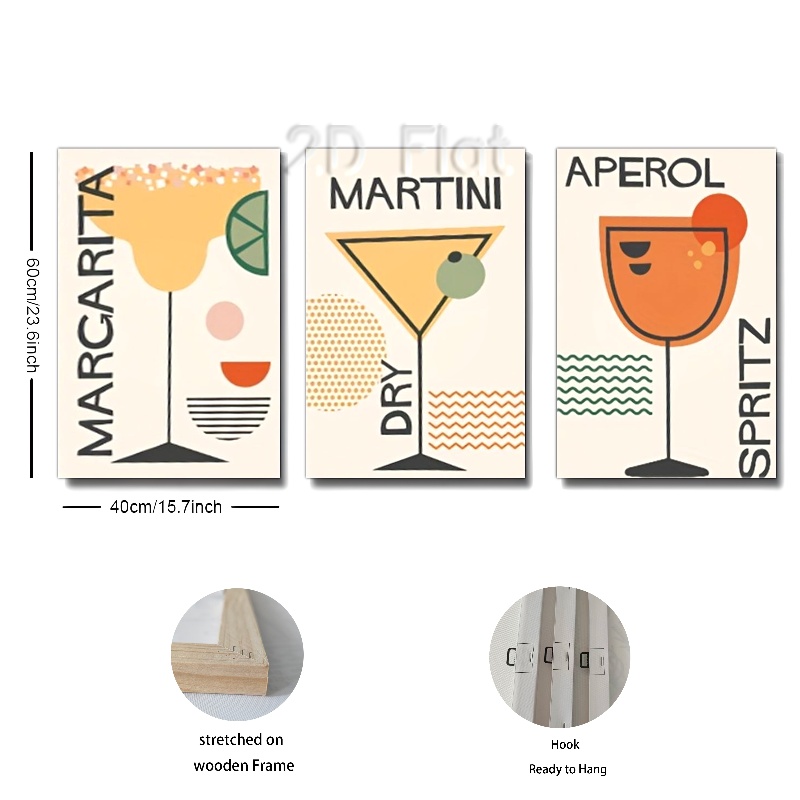 2D Flat
MARGARITA
MARTINI
DRY
APEROL
SPRITZ
60cm/23.6inch
40cm/15.7inch
stretched on
wooden Frame
Hook
Ready to Hang